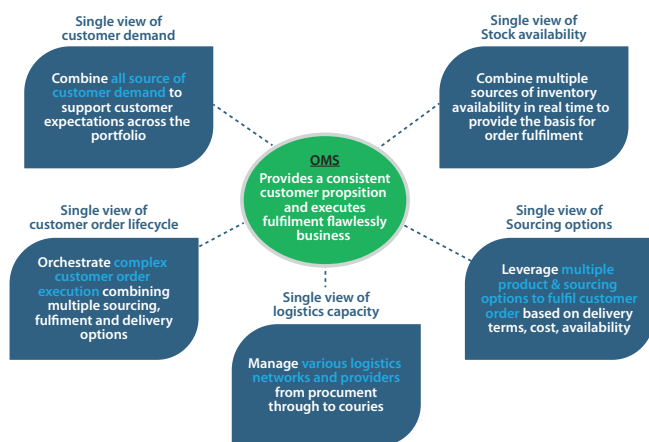 Single view of
customer demand
Combine all source of
customer demand to
support customer
expectations across the
portfolio
Single view of
Stock availability
Combine multiple
sources of inventory
availability in real time to
provide the basis for
order fulfilment
OMS
Provides a consistent
customer propsition
and executes
fulfilment flawlessly
business
Single view of
customer order lifecycle
Orchestrate complex
customer order
execution combining
multiple sourcing,
fulfiment and delivery
options
Single view of
logistics capacity
Manage various logistics
networks and providers
from procument
through to couries
Single view of
Sourcing options
Leverage multiple
product & sourcing
options to fulfil customer
order based on delivery
terms, cost, availability